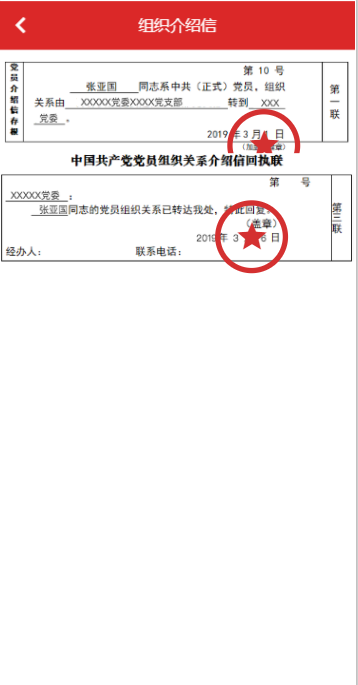 组织介绍信
党员介绍信存根
第 10 号
张亚国 同志系中共（正式）党员，组织
关系由 XXXXX党委XXXX党支部 转到 XXX
党委 。
2019 年 3 月 日
第一联
中国共产党党员组织关系介绍信回执联
第 号
XXXXX党委 ：
张亚国同志的党员组织关系已转达我处，特此回复。
（盖章）
2019 年 3 6 日
经办人： 联系电话：
第三联